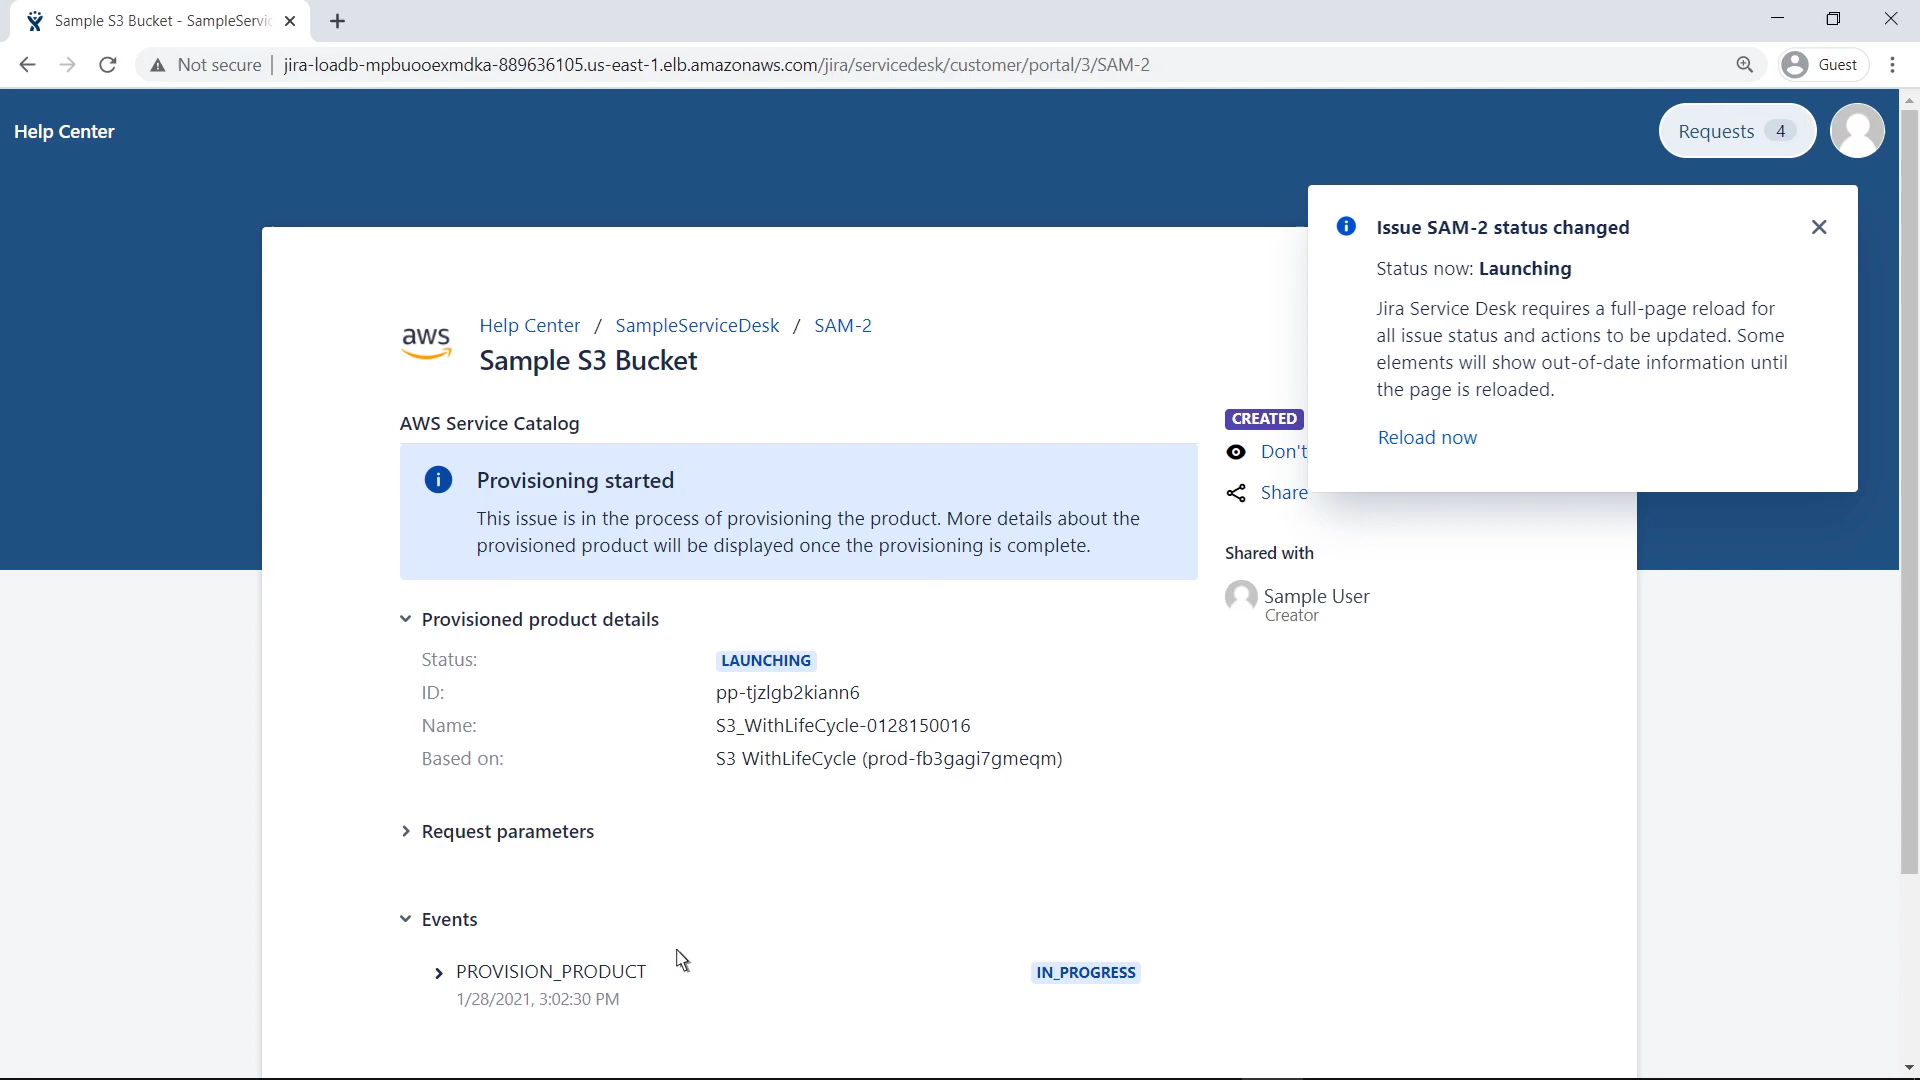 Sample S3 Bucket - SampleServic
Not secure | jira-loadb-mpbuooexmdka-889636105.us-east-1.elb.amazonaws.com/jira/servicedesk/customer/portal/3/SAM-2
Guest
Help Center
Requests 4
Issue SAM-2 status changed
Status now: Launching
Jira Service Desk requires a full-page reload for
all issue status and actions to be updated. Some
elements will show out-of-date information until
the page is reloaded.
Reload now
aws
Help Center / SampleServiceDesk / SAM-2
Sample S3 Bucket
AWS Service Catalog
Provisioning started
This issue is in the process of provisioning the product. More details about the
provisioned product will be displayed once the provisioning is complete.
CREATED
Don't
Share
Shared with
Sample User
Creator
Provisioned product details
Status: LAUNCHING
ID: pp-tjzlgb2kiann6
Name: S3_WithLifeCycle-0128150016
Based on: S3 WithLifeCycle (prod-fb3gagi7gmeqm)
Request parameters
Events
PROVISION_PRODUCT IN_PROGRESS
1/28/2021, 3:02:30 PM